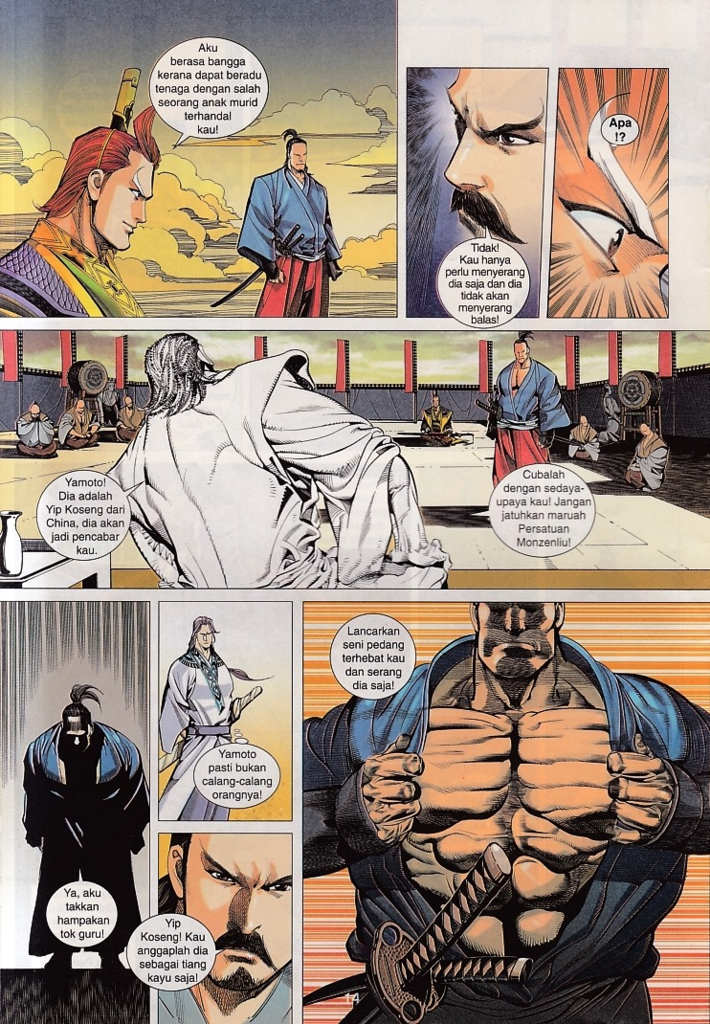 Aku
berasa bangga
kerana dapat beradu
tenaga dengan salah
seorang anak murid
terhandal
kau!
Tidak!
Kau hanya
perlu menyerang
dia saja dan dia
tidak akan
menyerang
balas!
Apa
!?
Yamoto!
Dia adalah
Yip Koseng dari
China, dia akan
jadi pencabar
kau.
Cubalah
dengan sedaya-
upaya kau! Jangan
jatuhkan maruah
Persatuan
Monzenliu!
Ya, aku
takkan
hampakan
tok guru!
Yamoto
pasti bukan
calang-calang
orangnya!
Yip
Koseng! Kau
anggaplah dia
sebagai tiang
kayu saja!
Lancarkan
seni pedang
terhebat kau
dan serang
dia saja!
14